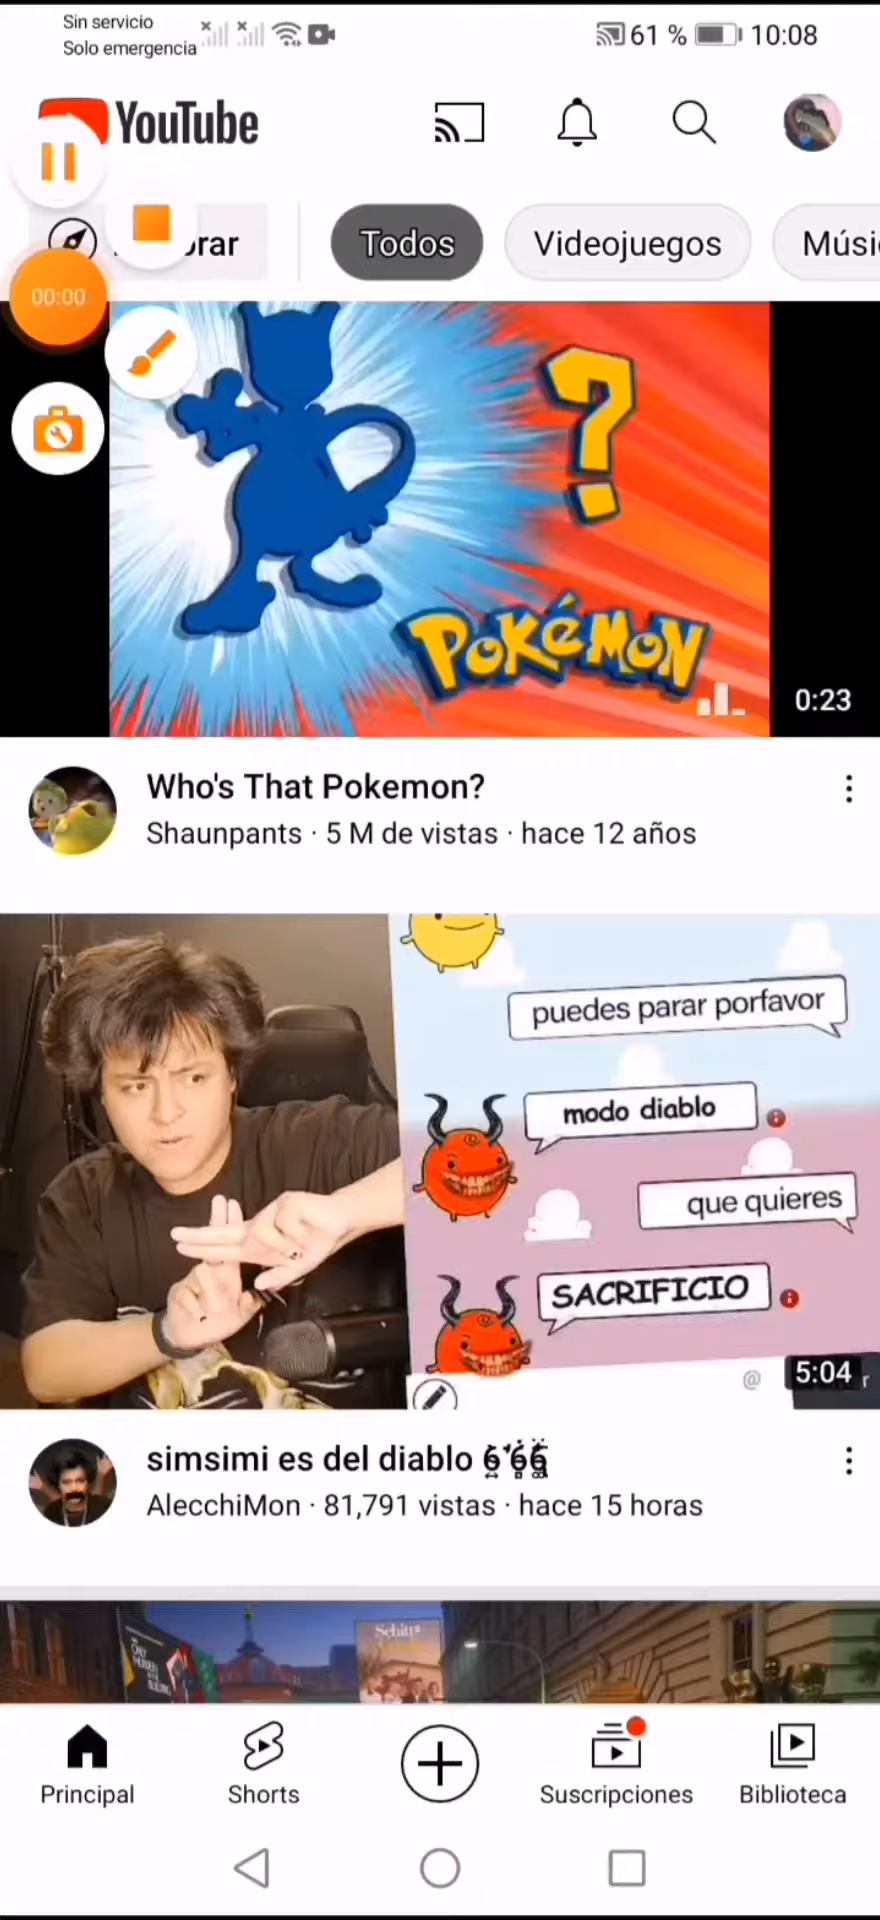 Sin servicio
Solo emergencia
61 % 10:08
YouTube
00:00
Todos
Videojuegos
?
POKéMON
0:23
Who's That Pokemon?
Shaunpants · 5 M de vistas · hace 12 años
puedes parar porfavor
modo diablo
que quieres
SACRIFICIO
@
5:04
simsimi es del diablo 666
AlecchiMon · 81,791 vistas · hace 15 horas
Principal
Shorts
Suscripciones
Biblioteca